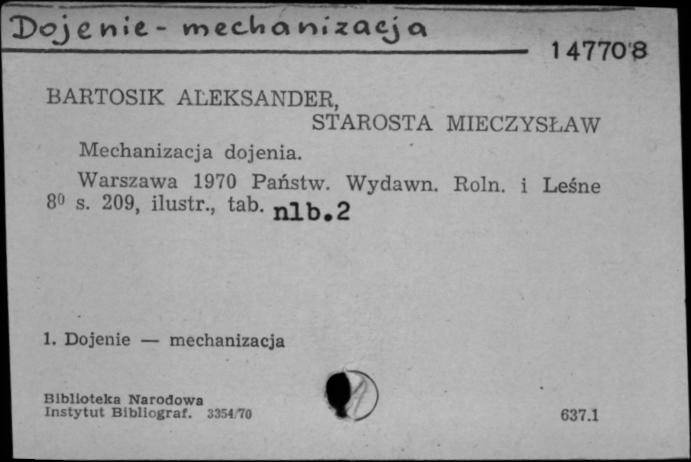 Dojenie - mechanizacja
147708
BARTOSIK ALEKSANDER,
STAROSTA MIECZYSŁAW
Mechanizacja dojenia.
Warszawa 1970 Państw. Wydawn. Roln. i Leśne
8⁰ s. 209, ilustr., tab. nlb.2
1. Dojenie — mechanizacja
Biblioteka Narodowa
Instytut Bibliograf. 3354/70
637.1